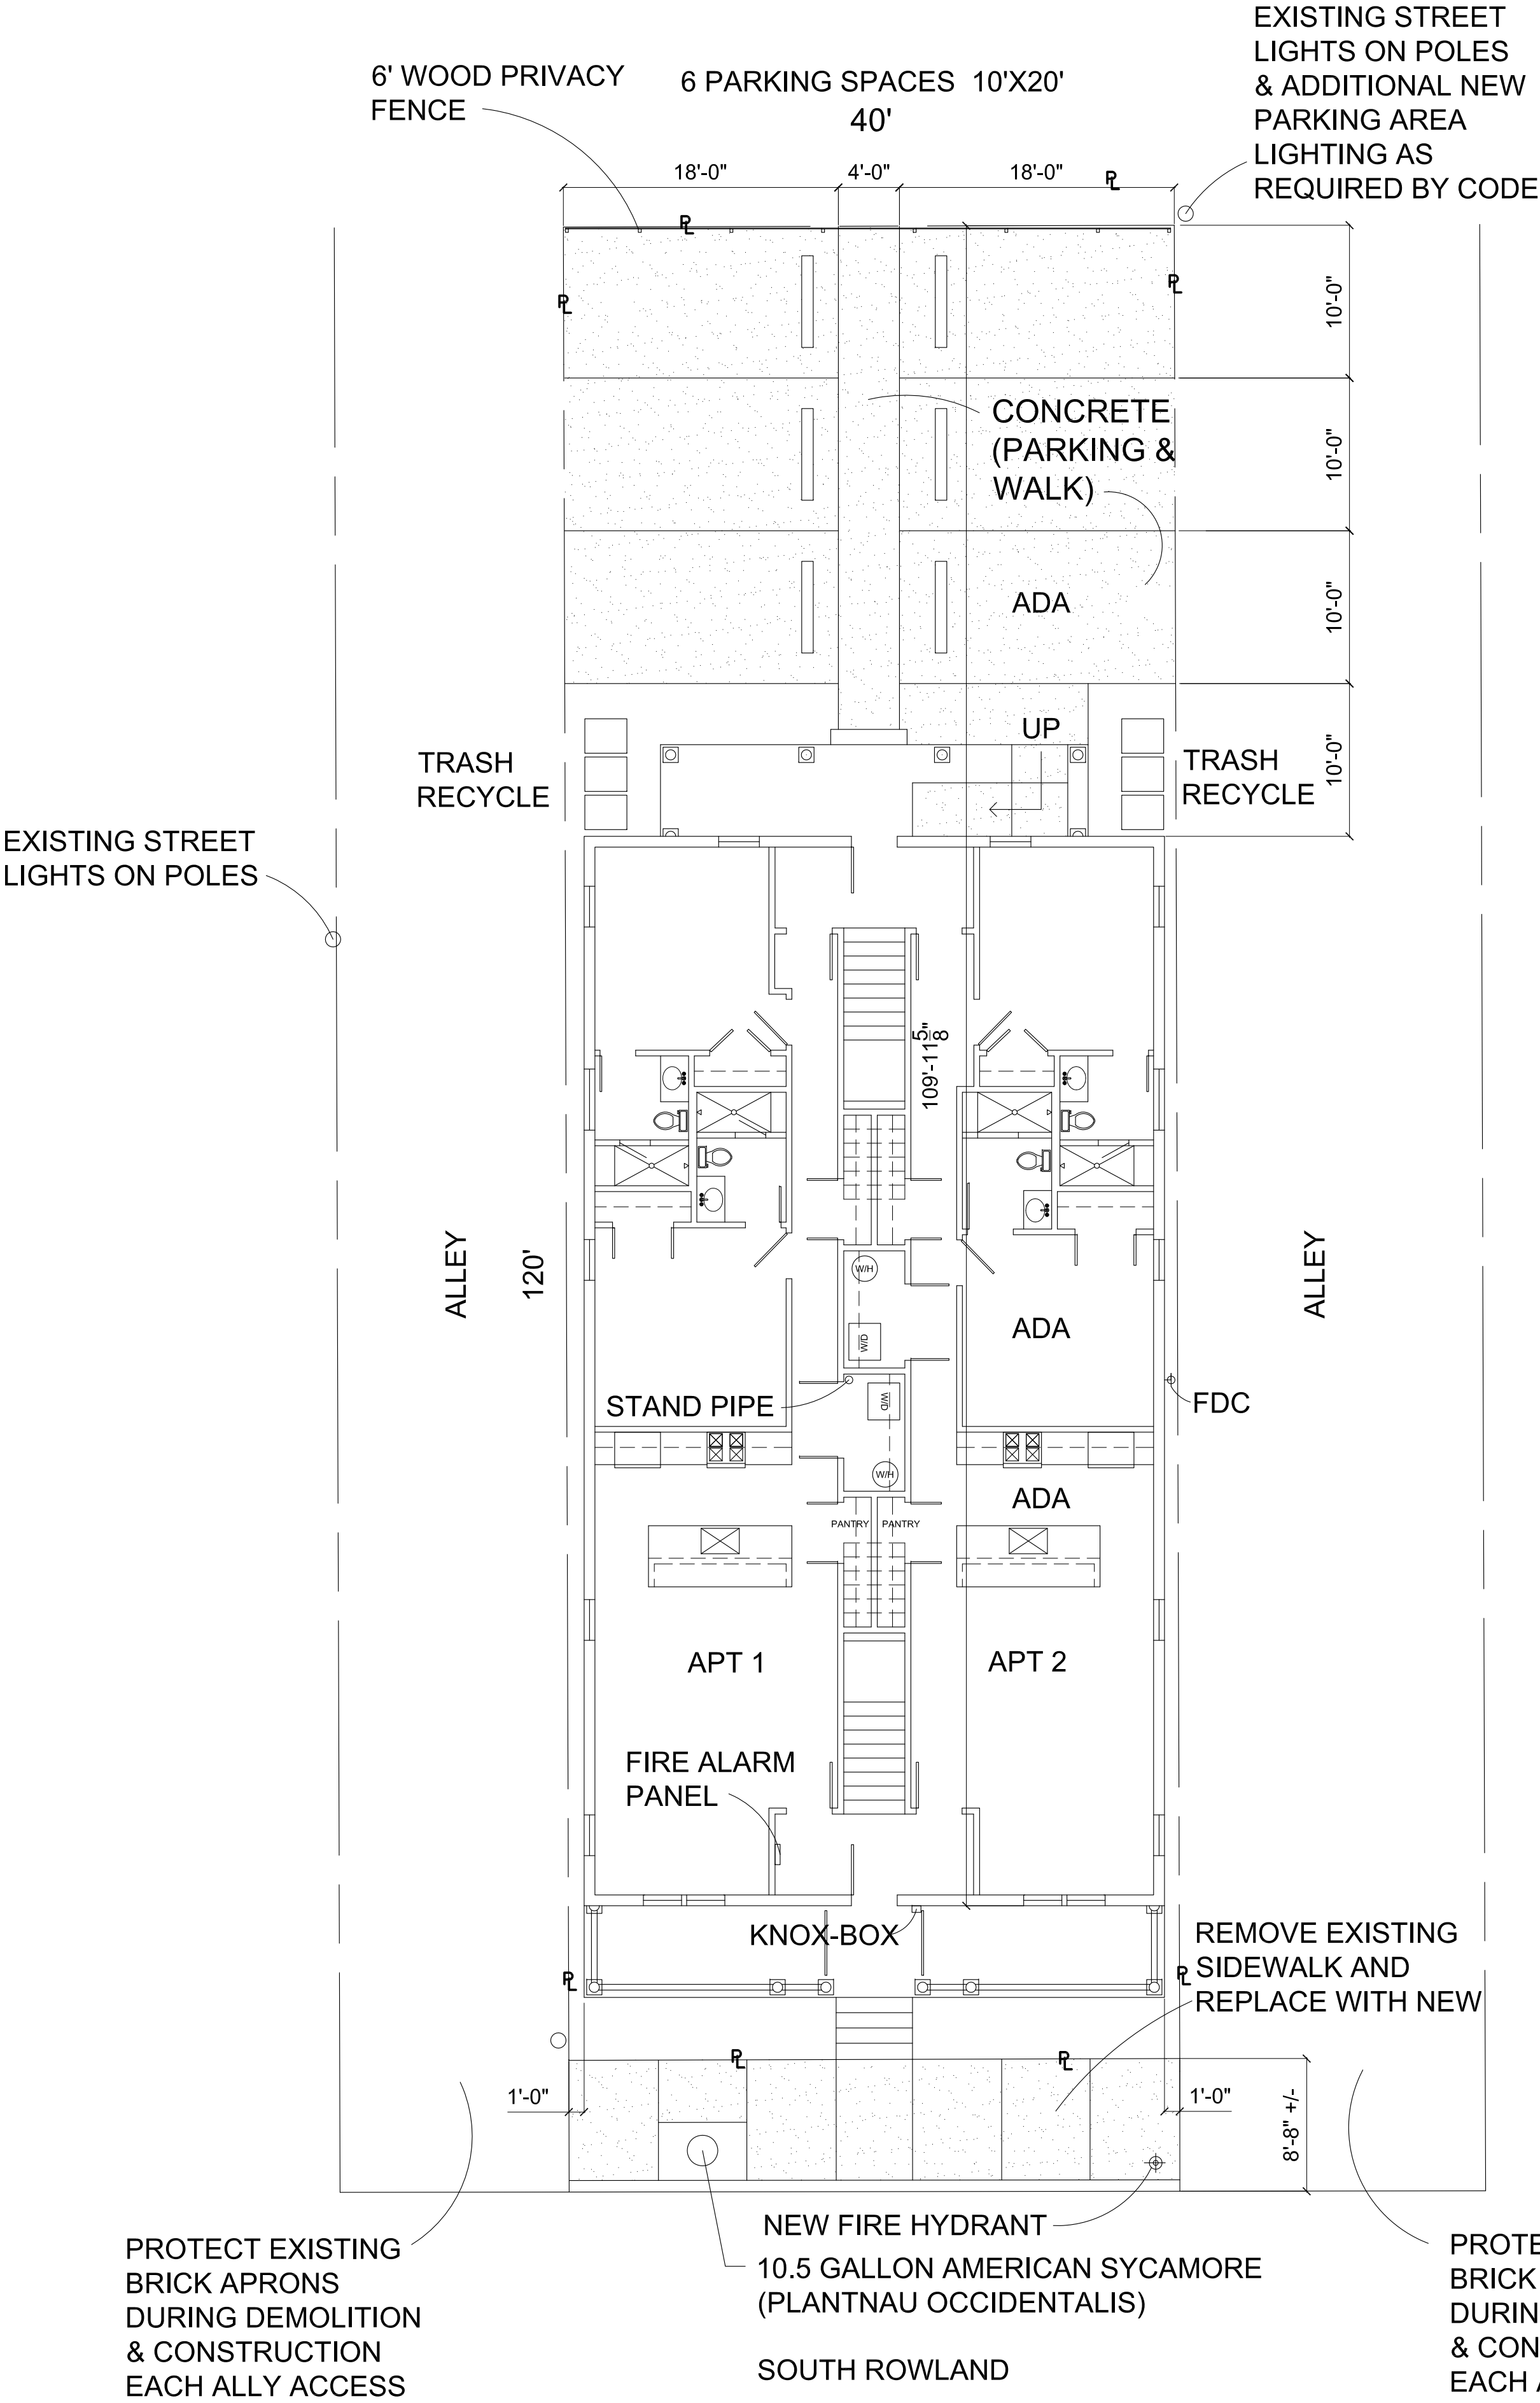 EXISTING STREET
LIGHTS ON POLES
& ADDITIONAL NEW
PARKING AREA
LIGHTING AS
REQUIRED BY CODE
6' WOOD PRIVACY
FENCE
6 PARKING SPACES 10'X20'
40'
18'-0"
4'-0"
18'-0"
PL
PL
PL
PL
10'-0"
CONCRETE
(PARKING &
WALK)
10'-0"
ADA
10'-0"
UP
TRASH
RECYCLE
TRASH
RECYCLE
10'-0"
EXISTING STREET
LIGHTS ON POLES
109'-11 5/8"
ALLEY
120'
W/H
ALLEY
ADA
W/D
STAND PIPE
W/D
FDC
W/H
ADA
PANTRY
PANTRY
APT 1
APT 2
FIRE ALARM
PANEL
KNOX-BOX
REMOVE EXISTING
SIDEWALK AND
REPLACE WITH NEW
PL
PL
PL
PL
1'-0"
1'-0"
8'-8" +/-
NEW FIRE HYDRANT
10.5 GALLON AMERICAN SYCAMORE
(PLANTNAU OCCIDENTALIS)
PROTECT EXISTING
BRICK APRONS
DURING DEMOLITION
& CONSTRUCTION
EACH ALLY ACCESS
PROTE
BRICK
DURIN
& CON
EACH A
SOUTH ROWLAND